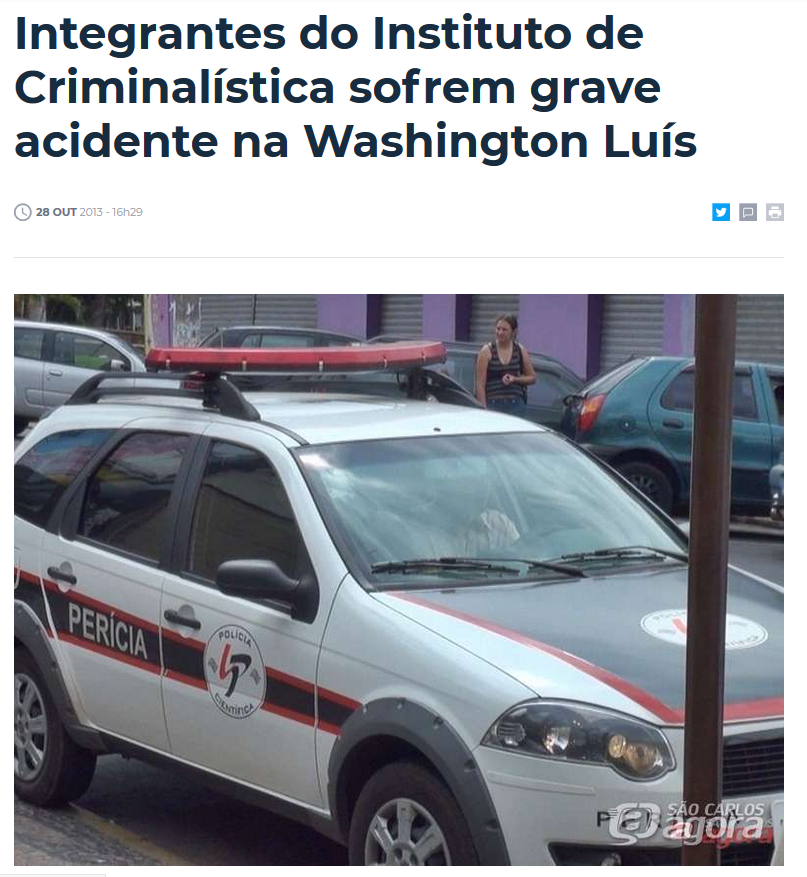 Integrantes do Instituto de
Criminalística sofrem grave
acidente na Washington Luís
28 OUT 2013 - 16h29
PERÍCIA
POLÍCIA
CIENTÍFICA
SÃO CARLOS
agora